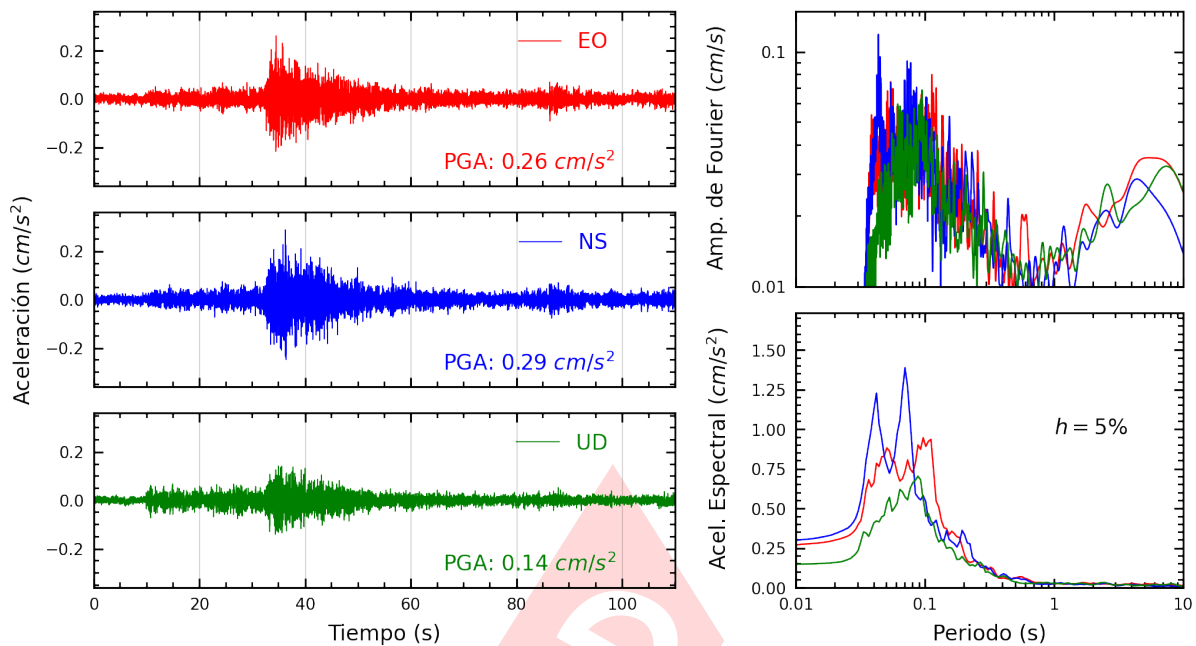 Aceleración (cm/s²)
0.2
0.0
−0.2
EO
PGA: 0.26 cm/s²
0.2
0.0
−0.2
NS
PGA: 0.29 cm/s²
0.2
0.0
−0.2
UD
PGA: 0.14 cm/s²
0 20 40 60 80 100
Tiempo (s)
Amp. de Fourier (cm/s)
0.1
0.01
Acel. Espectral (cm/s²)
1.50
1.25
1.00
0.75
0.50
0.25
0.00
h = 5%
0.01 0.1 1 10
Periodo (s)